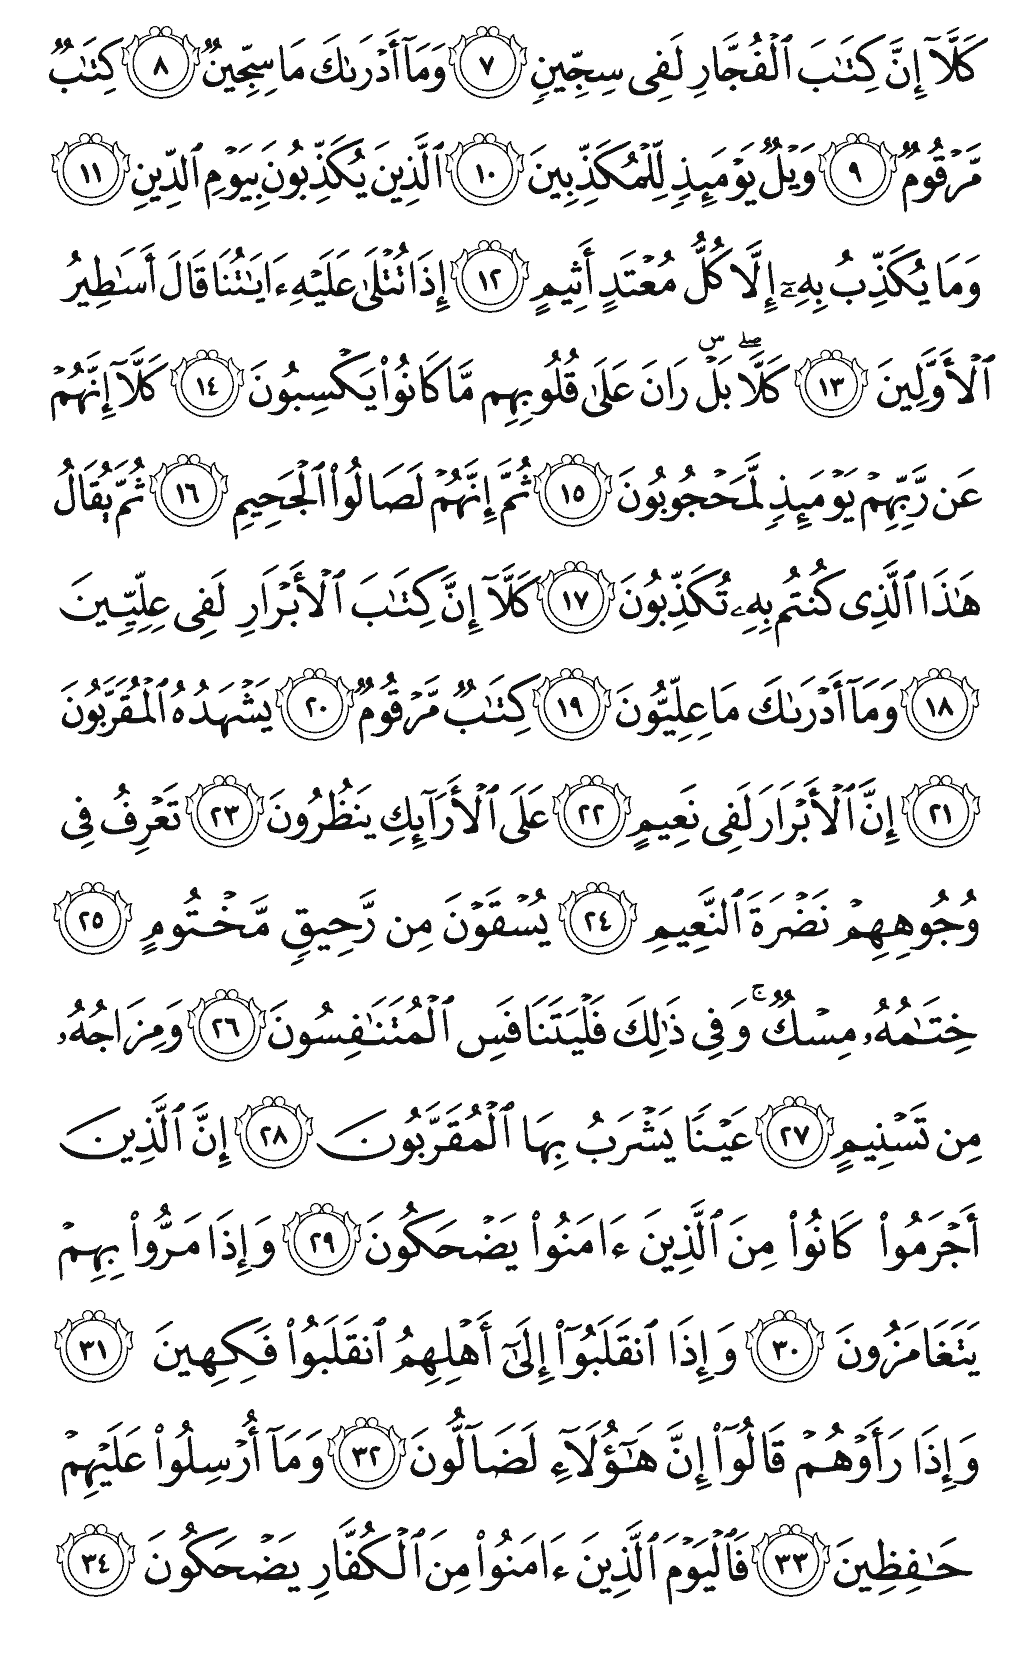 كَلَّآ إِنَّ كِتَٰبَ ٱلْفُجَّارِ لَفِى سِجِّينٍ ٧ وَمَآ أَدْرَىٰكَ مَا سِجِّينٌ ٨ كِتَٰبٌ
مَّرْقُومٌ ٩ وَيْلٌ يَوْمَئِذٍ لِّلْمُكَذِّبِينَ ١٠ ٱلَّذِينَ يُكَذِّبُونَ بِيَوْمِ ٱلدِّينِ ١١
وَمَا يُكَذِّبُ بِهِۦٓ إِلَّا كُلُّ مُعْتَدٍ أَثِيمٍ ١٢ إِذَا تُتْلَىٰ عَلَيْهِ ءَايَٰتُنَا قَالَ أَسَٰطِيرُ
ٱلْأَوَّلِينَ ١٣ كَلَّا ۖ بَلْ ۜ رَانَ عَلَىٰ قُلُوبِهِم مَّا كَانُوا۟ يَكْسِبُونَ ١٤ كَلَّآ إِنَّهُمْ
عَن رَّبِّهِمْ يَوْمَئِذٍ لَّمَحْجُوبُونَ ١٥ ثُمَّ إِنَّهُمْ لَصَالُوا۟ ٱلْجَحِيمِ ١٦ ثُمَّ يُقَالُ
هَٰذَا ٱلَّذِى كُنتُم بِهِۦ تُكَذِّبُونَ ١٧ كَلَّآ إِنَّ كِتَٰبَ ٱلْأَبْرَارِ لَفِى عِلِّيِّينَ
١٨ وَمَآ أَدْرَىٰكَ مَا عِلِّيُّونَ ١٩ كِتَٰبٌ مَّرْقُومٌ ٢٠ يَشْهَدُهُ ٱلْمُقَرَّبُونَ
٢١ إِنَّ ٱلْأَبْرَارَ لَفِى نَعِيمٍ ٢٢ عَلَى ٱلْأَرَآئِكِ يَنظُرُونَ ٢٣ تَعْرِفُ فِى
وُجُوهِهِمْ نَضْرَةَ ٱلنَّعِيمِ ٢٤ يُسْقَوْنَ مِن رَّحِيقٍ مَّخْتُومٍ ٢٥
خِتَٰمُهُۥ مِسْكٌ ۚ وَفِى ذَٰلِكَ فَلْيَتَنَافَسِ ٱلْمُتَنَٰفِسُونَ ٢٦ وَمِزَاجُهُۥ
مِن تَسْنِيمٍ ٢٧ عَيْنًا يَشْرَبُ بِهَا ٱلْمُقَرَّبُونَ ٢٨ إِنَّ ٱلَّذِينَ
أَجْرَمُوا۟ كَانُوا۟ مِنَ ٱلَّذِينَ ءَامَنُوا۟ يَضْحَكُونَ ٢٩ وَإِذَا مَرُّوا۟ بِهِمْ
يَتَغَامَزُونَ ٣٠ وَإِذَا ٱنقَلَبُوٓا۟ إِلَىٰٓ أَهْلِهِمُ ٱنقَلَبُوا۟ فَكِهِينَ ٣١
وَإِذَا رَأَوْهُمْ قَالُوٓا۟ إِنَّ هَٰٓؤُلَآءِ لَضَآلُّونَ ٣٢ وَمَآ أُرْسِلُوا۟ عَلَيْهِمْ
حَٰفِظِينَ ٣٣ فَٱلْيَوْمَ ٱلَّذِينَ ءَامَنُوا۟ مِنَ ٱلْكُفَّارِ يَضْحَكُونَ ٣٤